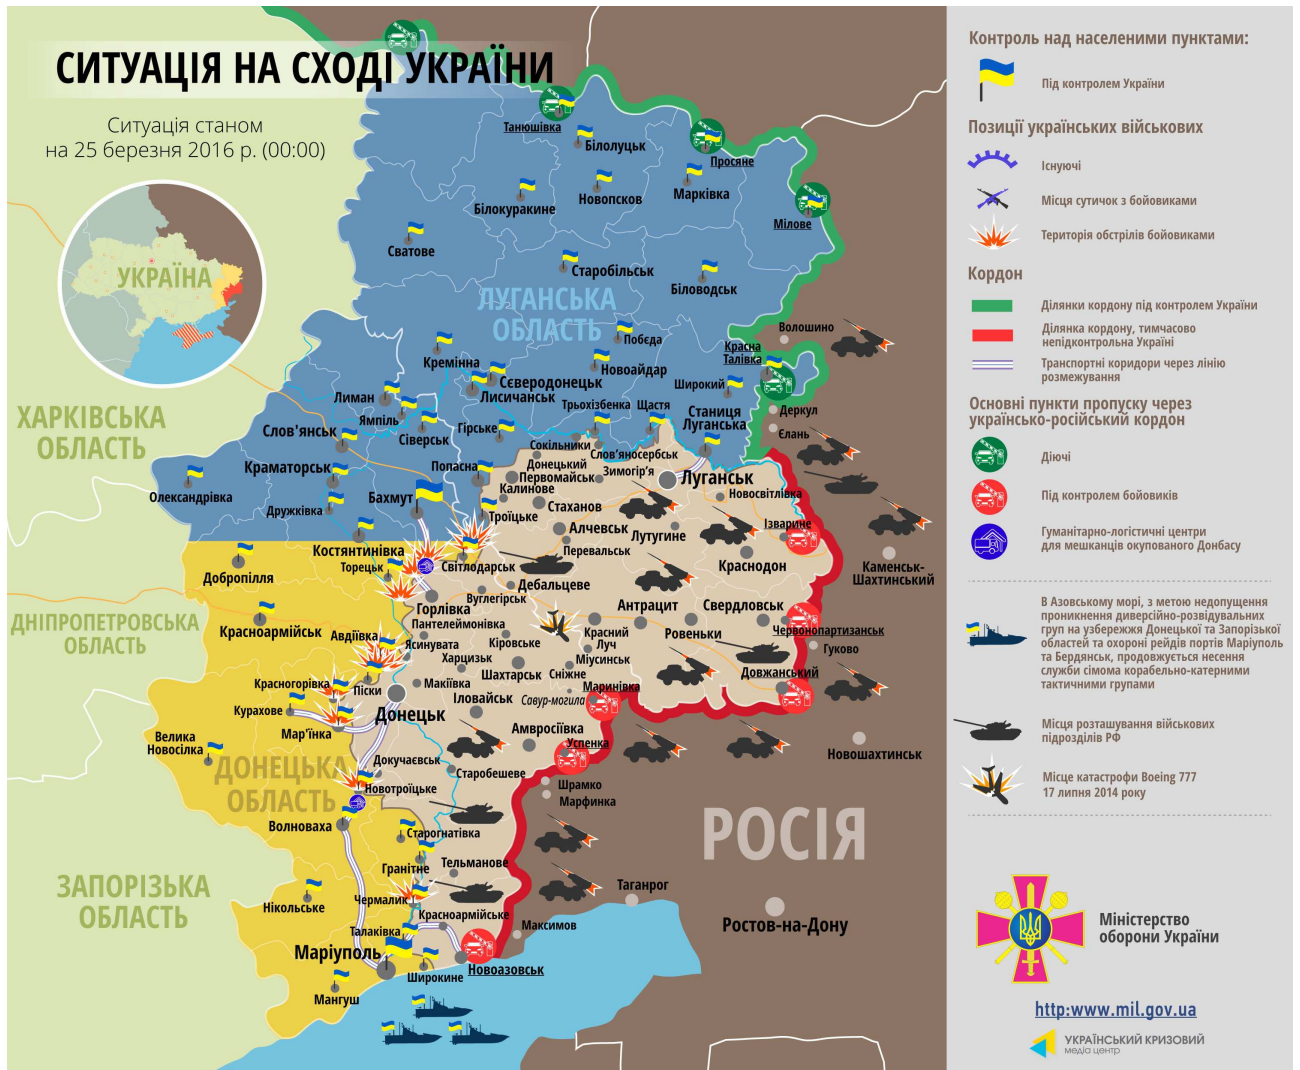 СИТУАЦІЯ НА СХОДІ УКРАЇНИ
Ситуація станом
на 25 березня 2016 р. (00:00)
УКРАЇНА
ХАРКІВСЬКА
ОБЛАСТЬ
ДНІПРОПЕТРОВСЬКА
ОБЛАСТЬ
ЗАПОРІЗЬКА
ОБЛАСТЬ
ЛУГАНСЬКА
ОБЛАСТЬ
ДОНЕЦЬКА
ОБЛАСТЬ
РОСІЯ
Танюшівка
Білолуцьк
Просяне
Марківка
Новопсков
Білокуракине
Мілове
Сватове
Старобільськ
Біловодськ
Волошино
Побєда
Красна
Талівка
Кремінна
Новоайдар
Сєверодонецьк
Широкий
Лисичанськ
Лиман
Трьохізбенка
Щастя
Станиця
Луганська
Деркул
Ямпіль
Слов'янськ
Сіверськ
Гірське
Єлань
Сокільники
Слов'яносербськ
Краматорськ
Попасна
Донецький
Зимогір'я
Первомайськ
Луганськ
Олександрівка
Бахмут
Калинове
Новосвітлівка
Дружківка
Стаханов
Троїцьке
Ізварине
Алчевськ
Лутугине
Костянтинівка
Перевальськ
Торецьк
Світлодарськ
Краснодон
Каменськ-
Шахтинський
Добропілля
Дебальцеве
Вуглегірськ
Горлівка
Антрацит
Свердловськ
Пантелеймонівка
Красноармійськ
Авдіївка
Ровеньки
Червонопартизанськ
Красний
Луч
Ясинувата
Кіровське
Гуково
Харцизьк
Міусинськ
Шахтарськ
Сніжне
Довжанський
Красногорівка
Піски
Макіївка
Маринівка
Іловайськ
Савур-могила
Курахове
Донецьк
Мар'їнка
Амвросіївка
Велика
Новосілка
Успенка
Новошахтинськ
Докучаєвськ
Старобешеве
Новотроїцьке
Шрамко
Марфинка
Волноваха
Старогнатівка
Гранітне
Тельманове
Таганрог
Чермалик
Нікольське
Красноармійське
Ростов-на-Дону
Талаківка
Максимов
Маріуполь
Широкине
Новоазовськ
Мангуш
Контроль над населеними пунктами:
Під контролем України
Позиції українських військових
Існуючі
Місця сутичок з бойовиками
Територія обстрілів бойовиками
Кордон
Ділянки кордону під контролем України
Ділянка кордону, тимчасово
непідконтрольна Україні
Транспортні коридори через лінію
розмежування
Основні пункти пропуску через
українсько-російський кордон
Діючі
Під контролем бойовиків
Гуманітарно-логістичні центри
для мешканців окупованого Донбасу
В Азовському морі, з метою недопущення
проникнення диверсійно-розвідувальних
груп на узбережжя Донецької та Запорізької
областей та охороні рейдів портів Маріуполь
та Бердянськ, продовжується несення
служби сімома корабельно-катерними
тактичними групами
Місця розташування військових
підрозділів РФ
Місце катастрофи Boeing 777
17 липня 2014 року
Міністерство
оборони України
http:www.mil.gov.ua
УКРАЇНСЬКИЙ КРИЗОВИЙ
медіа центр